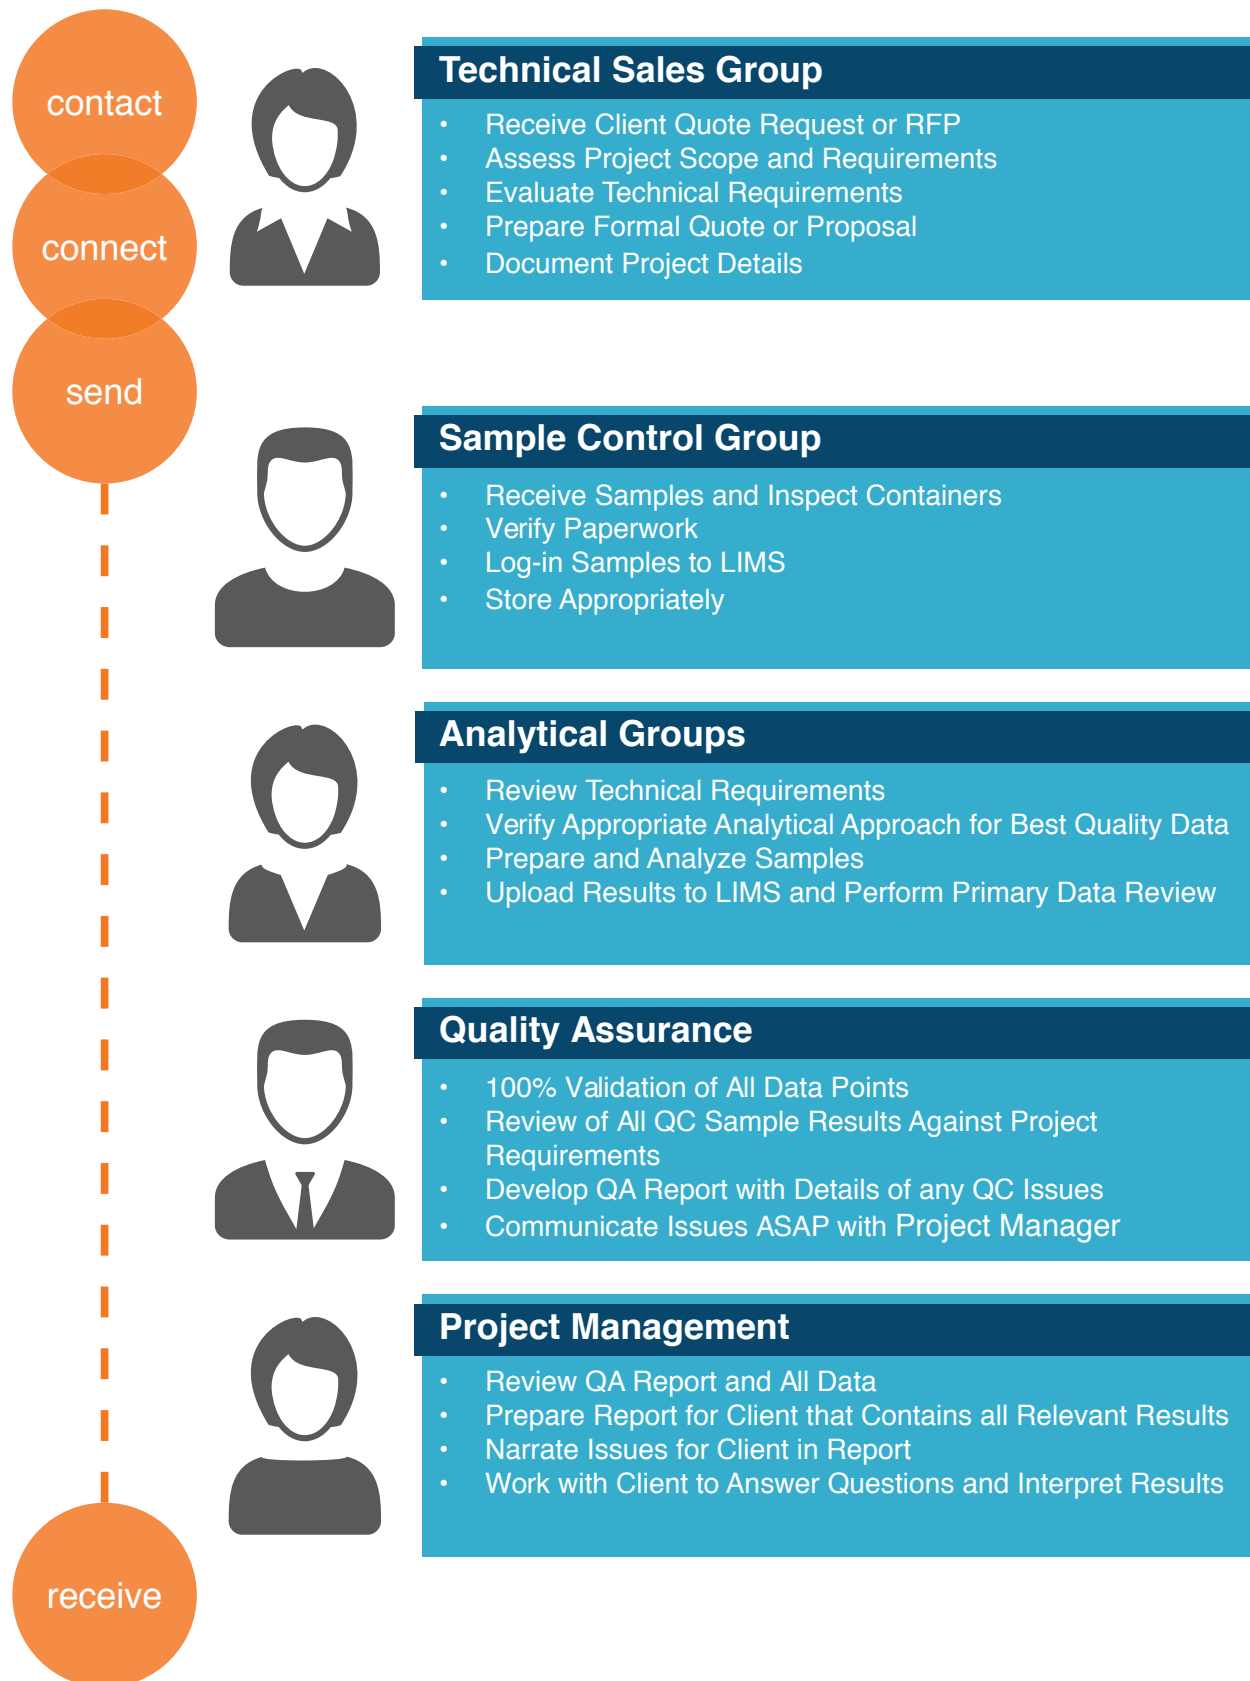 contact
connect
send
Technical Sales Group
• Receive Client Quote Request or RFP
• Assess Project Scope and Requirements
• Evaluate Technical Requirements
• Prepare Formal Quote or Proposal
• Document Project Details
Sample Control Group
• Receive Samples and Inspect Containers
• Verify Paperwork
• Log-in Samples to LIMS
• Store Appropriately
Analytical Groups
• Review Technical Requirements
• Verify Appropriate Analytical Approach for Best Quality Data
• Prepare and Analyze Samples
• Upload Results to LIMS and Perform Primary Data Review
Quality Assurance
• 100% Validation of All Data Points
• Review of All QC Sample Results Against Project
Requirements
• Develop QA Report with Details of any QC Issues
• Communicate Issues ASAP with Project Manager
Project Management
• Review QA Report and All Data
• Prepare Report for Client that Contains all Relevant Results
• Narrate Issues for Client in Report
• Work with Client to Answer Questions and Interpret Results
receive